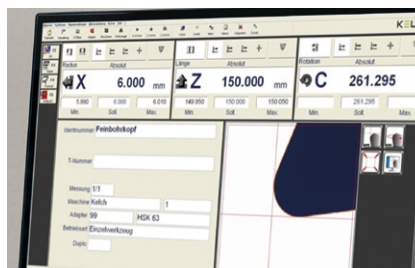 KEL
Radius Absolut
Länge Absolut
Rotation Absolut
X 6.000 mm
Z 150.000 mm
C 261.295
5.990 6.000 6.010
149.950 150.000 150.050
261.295
Min. Soll Max.
Min. Soll Max.
Min. Soll Max.
Identnummer Feinbohrkopf
T-Nummer
Messung 1/1
Maschine Kelch 1
Adapter 99 HSK 63
Betriebsart Einzelwerkzeug
Duplo